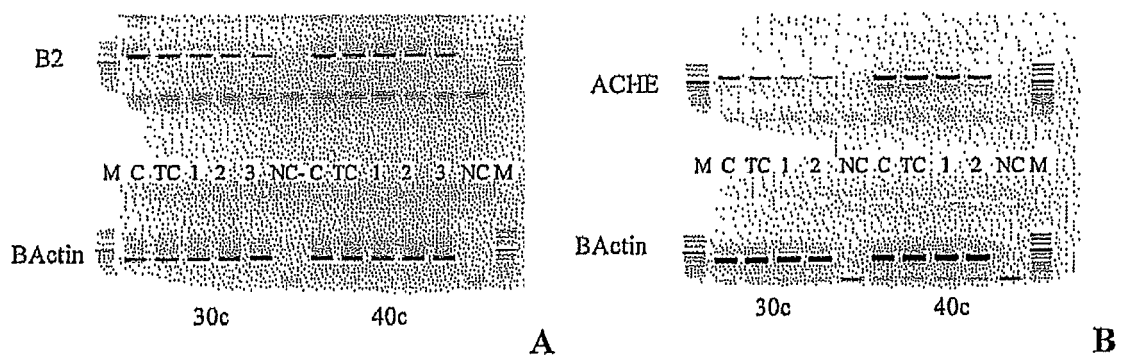 B2
M C TC 1 2 3 NC- C TC 1 2 3 NC M
BActin
30c 40c
A
ACHE
M C TC 1 2 NC C TC 1 2 NC M
BActin
30c 40c
B